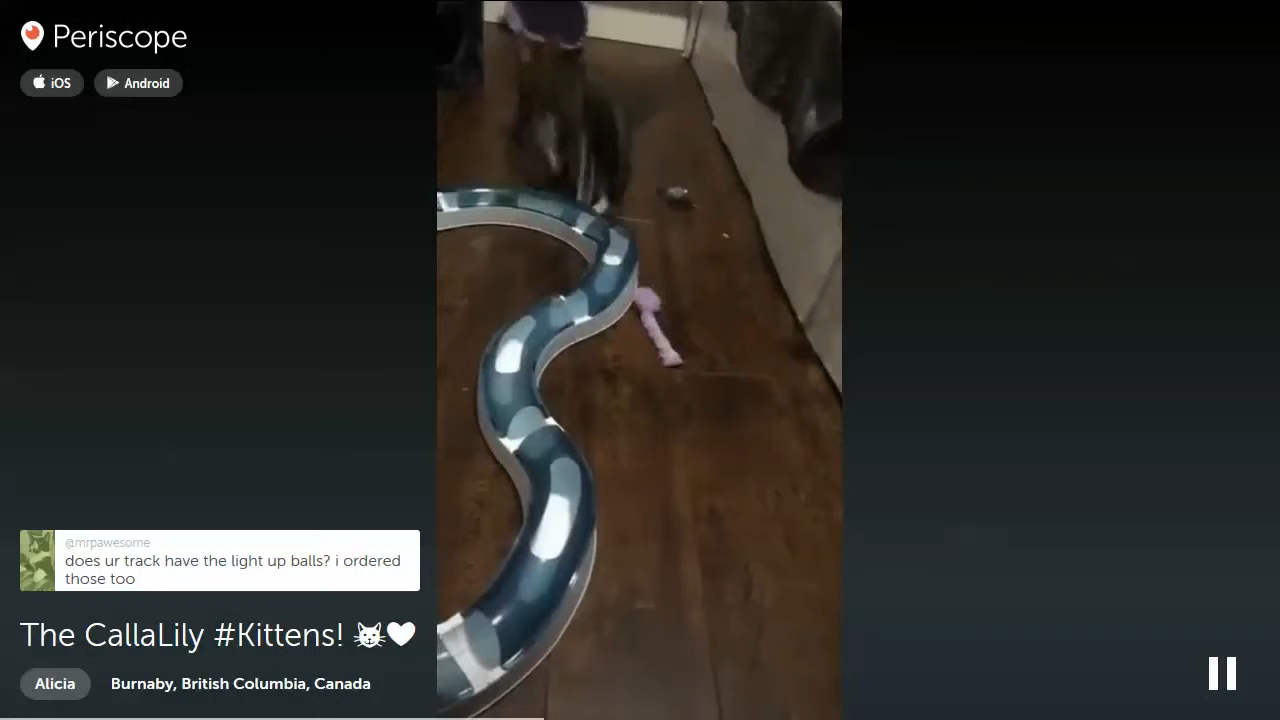 Periscope
iOS
Android
@mrpawesome
does ur track have the light up balls? i ordered
those too
The CallaLily #Kittens! 🐱🤍
Alicia
Burnaby, British Columbia, Canada